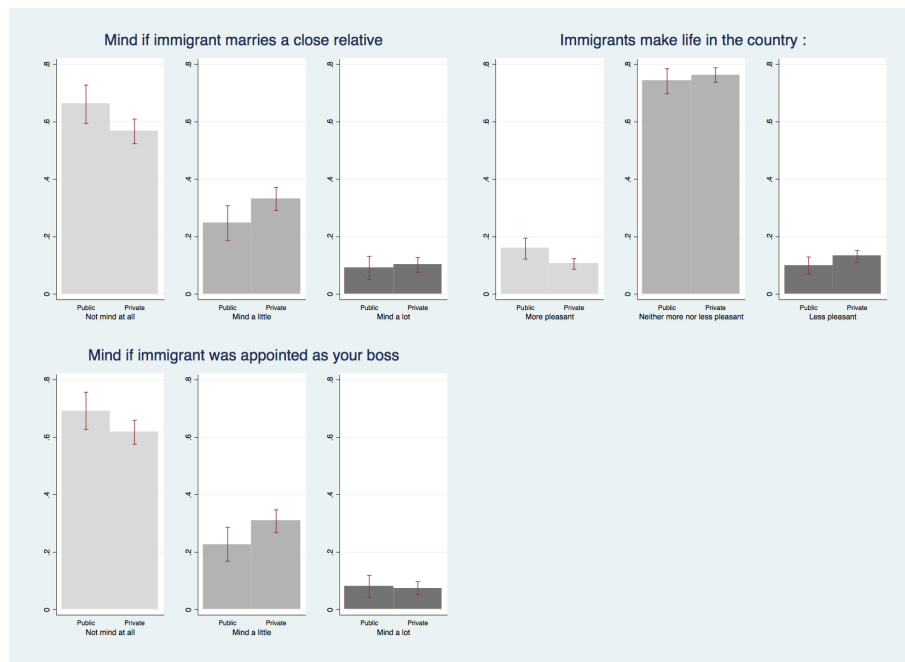 Mind if immigrant marries a close relative
.8 .6 .4 .2 0
Public Private
Not mind at all
.8 .6 .4 .2 0
Public Private
Mind a little
.8 .6 .4 .2 0
Public Private
Mind a lot
Immigrants make life in the country :
.8 .6 .4 .2 0
Public Private
More pleasant
.8 .6 .4 .2 0
Public Private
Neither more nor less pleasant
.8 .6 .4 .2 0
Public Private
Less pleasant
Mind if immigrant was appointed as your boss
.8 .6 .4 .2 0
Public Private
Not mind at all
.8 .6 .4 .2 0
Public Private
Mind a little
.8 .6 .4 .2 0
Public Private
Mind a lot